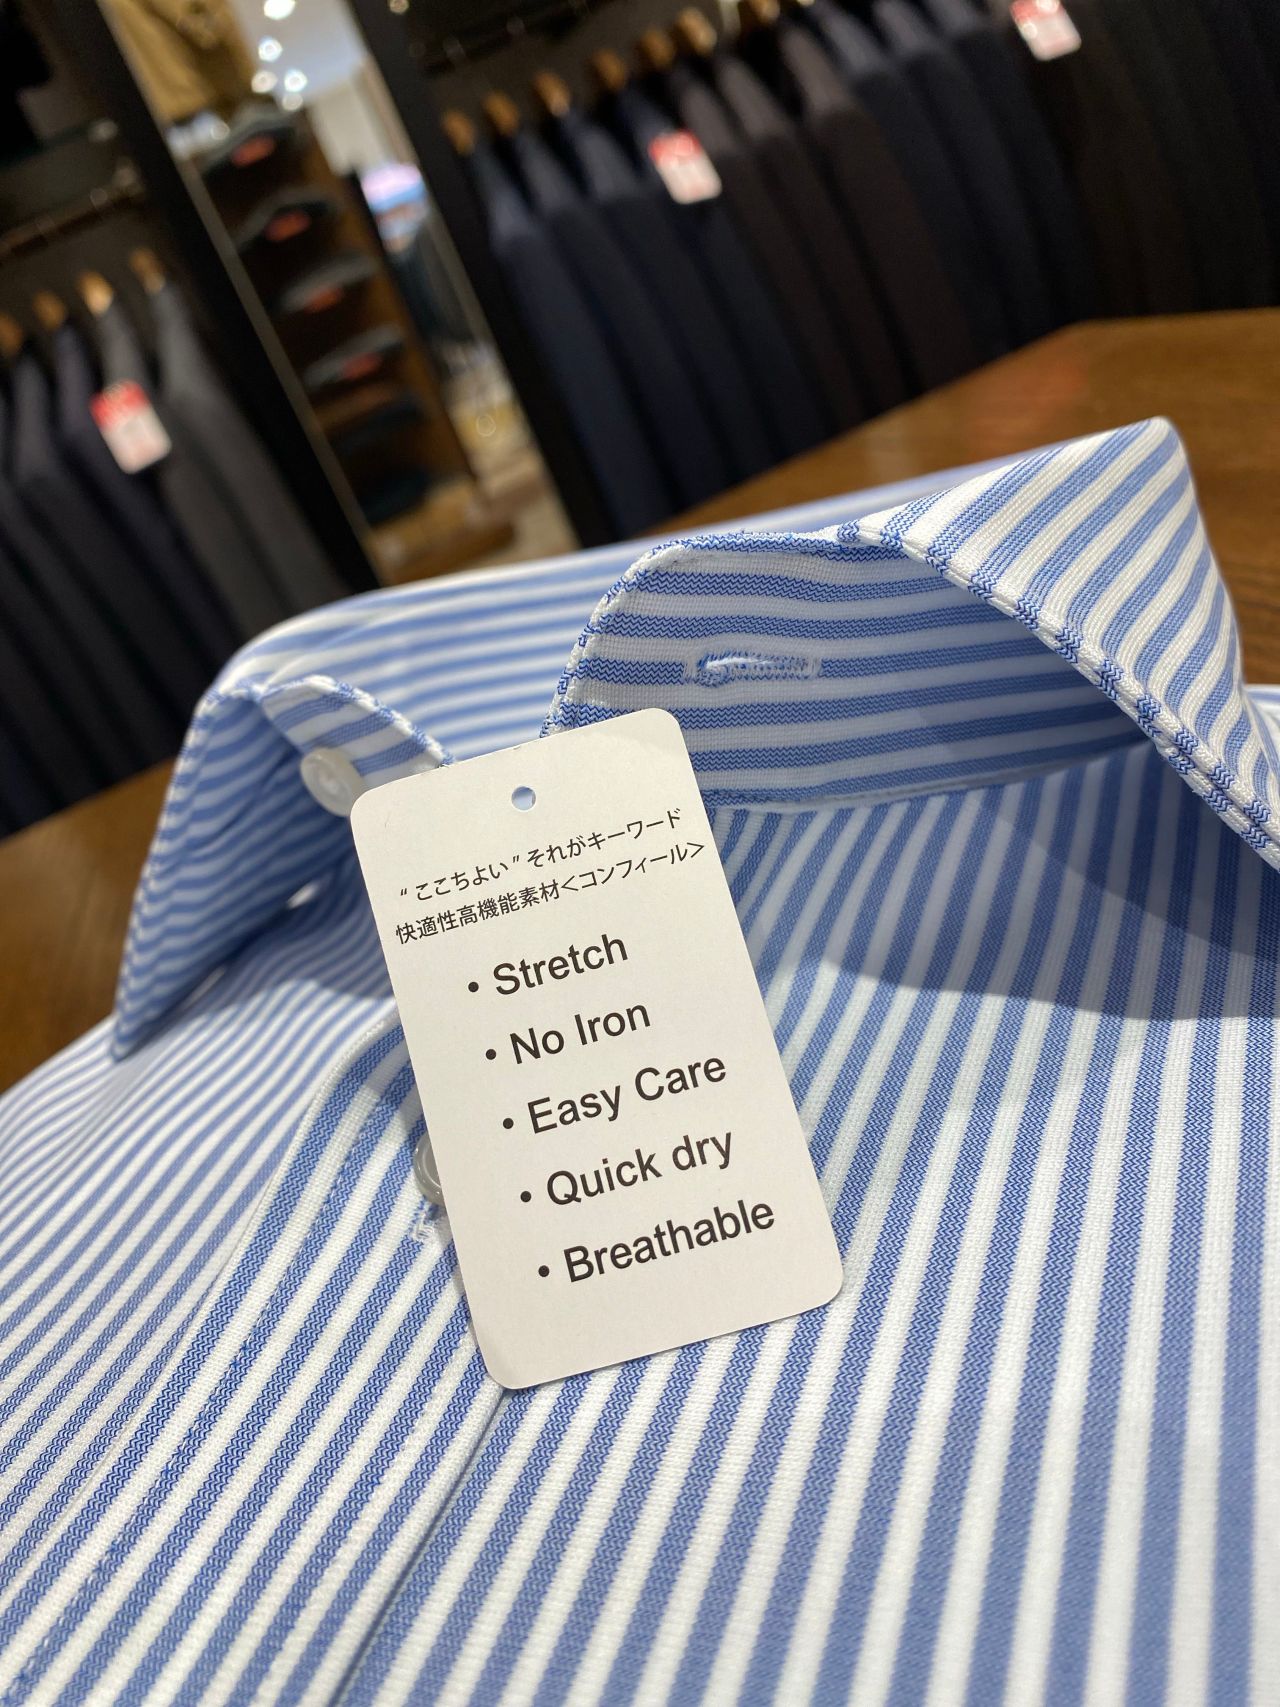 “ここちよい”それがキーワード
快適性高機能素材<コンフィール>
• Stretch
• No Iron
• Easy Care
• Quick dry
• Breathable